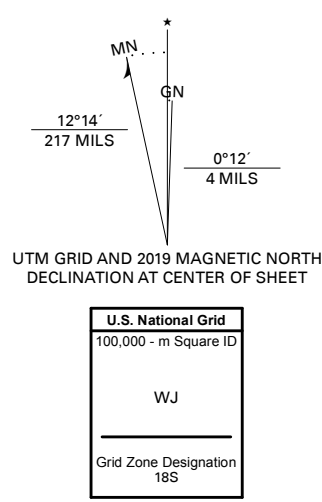 ★
MN
GN
12°14´
217 MILS
0°12´
4 MILS
UTM GRID AND 2019 MAGNETIC NORTH
DECLINATION AT CENTER OF SHEET
U.S. National Grid
100,000 - m Square ID
WJ
Grid Zone Designation
18S